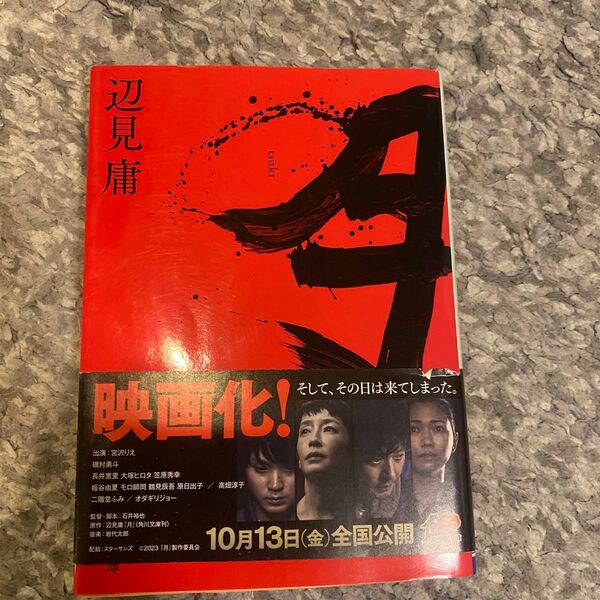 辺見庸
月
tsuki
映画化!
そして、その日は来てしまった。
出演:宮沢りえ
磯村勇斗
長井恵里 大塚ヒロタ 笠原秀幸
板谷由夏 モロ師岡 鶴見辰吾 原日出子 / 高畑淳子
二階堂ふみ / オダギリジョー
監督・脚本:石井裕也
原作:辺見庸『月』(角川文庫刊)
音楽:岩代太郎
配給:スターサンズ ©2023『月』製作委員会
10月13日(金)全国公開
庫